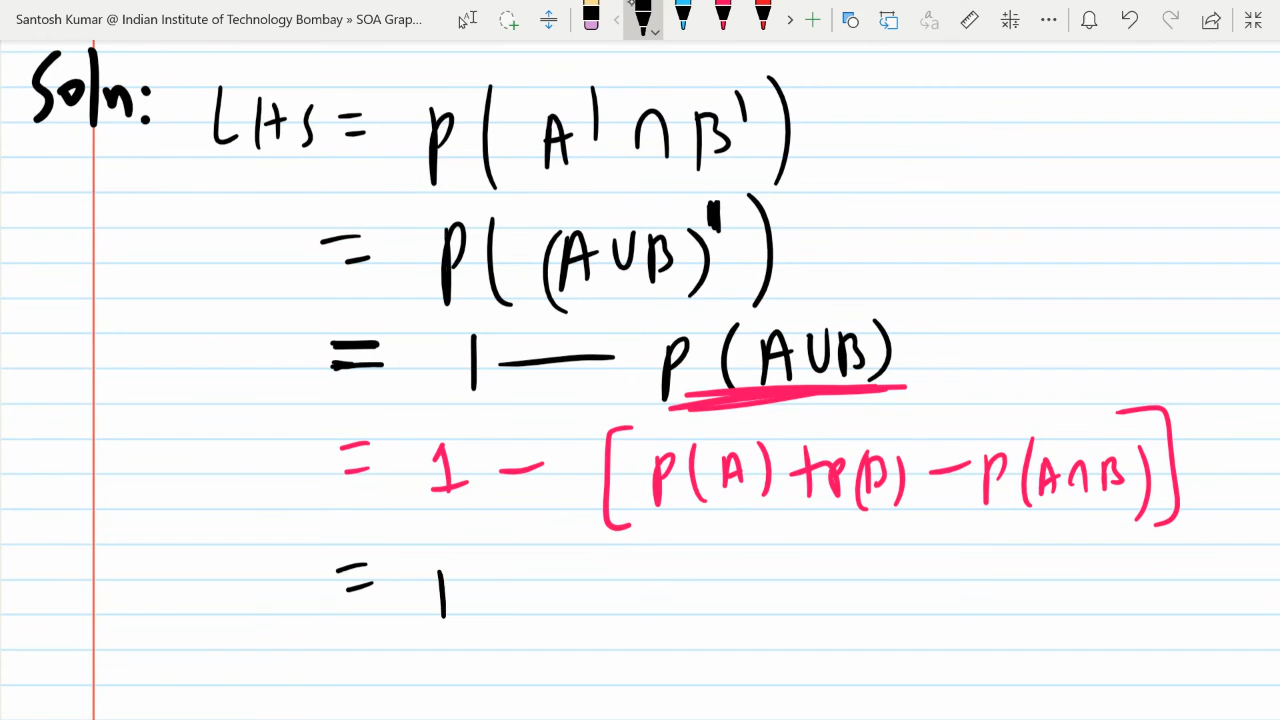 Santosh Kumar @ Indian Institute of Technology Bombay » SOA Grap...
Soln: LHS = P(A' ∩ B')
= P((A∪B)')
= 1 — P(A∪B)
= 1 - [P(A) + P(B) - P(A∩B)]
= 1